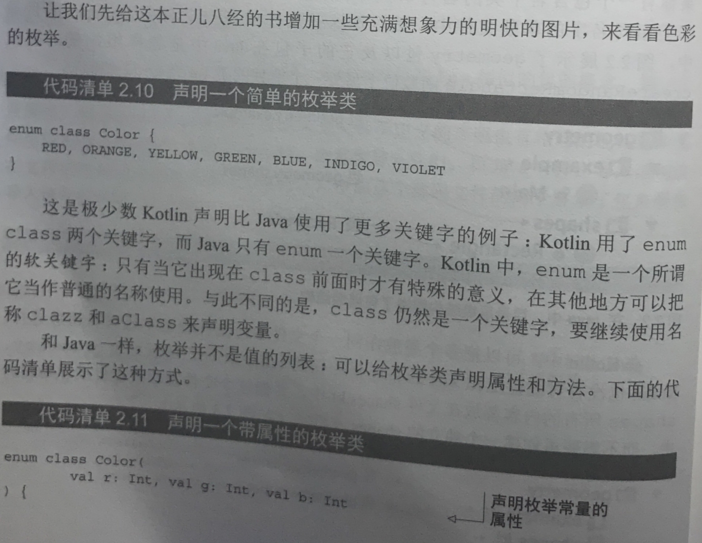 让我们先给这本正儿八经的书增加一些充满想象力的明快的图片，来看看色彩
的枚举。
代码清单 2.10 声明一个简单的枚举类
enum class Color {
RED, ORANGE, YELLOW, GREEN, BLUE, INDIGO, VIOLET
}
这是极少数 Kotlin 声明比 Java 使用了更多关键字的例子：Kotlin 用了 enum
class 两个关键字，而 Java 只有 enum 一个关键字。Kotlin 中，enum 是一个所谓
的软关键字：只有当它出现在 class 前面时才有特殊的意义，在其他地方可以把
它当作普通的名称使用。与此不同的是，class 仍然是一个关键字，要继续使用名
称 clazz 和 aClass 来声明变量。
和 Java 一样，枚举并不是值的列表；可以给枚举类声明属性和方法。下面的代
码清单展示了这种方式。
代码清单 2.11 声明一个带属性的枚举类
enum class Color(
val r: Int, val g: Int, val b: Int
) {
声明枚举常量的
属性